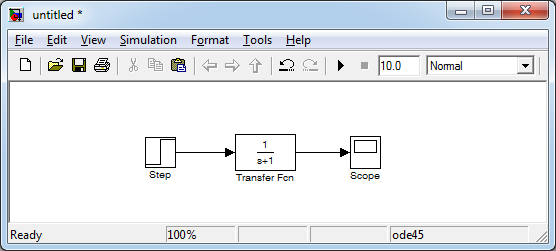 untitled *
File Edit View Simulation Format Tools Help
10.0 Normal
1
s+1
Step
Transfer Fcn
Scope
Ready 100% ode45